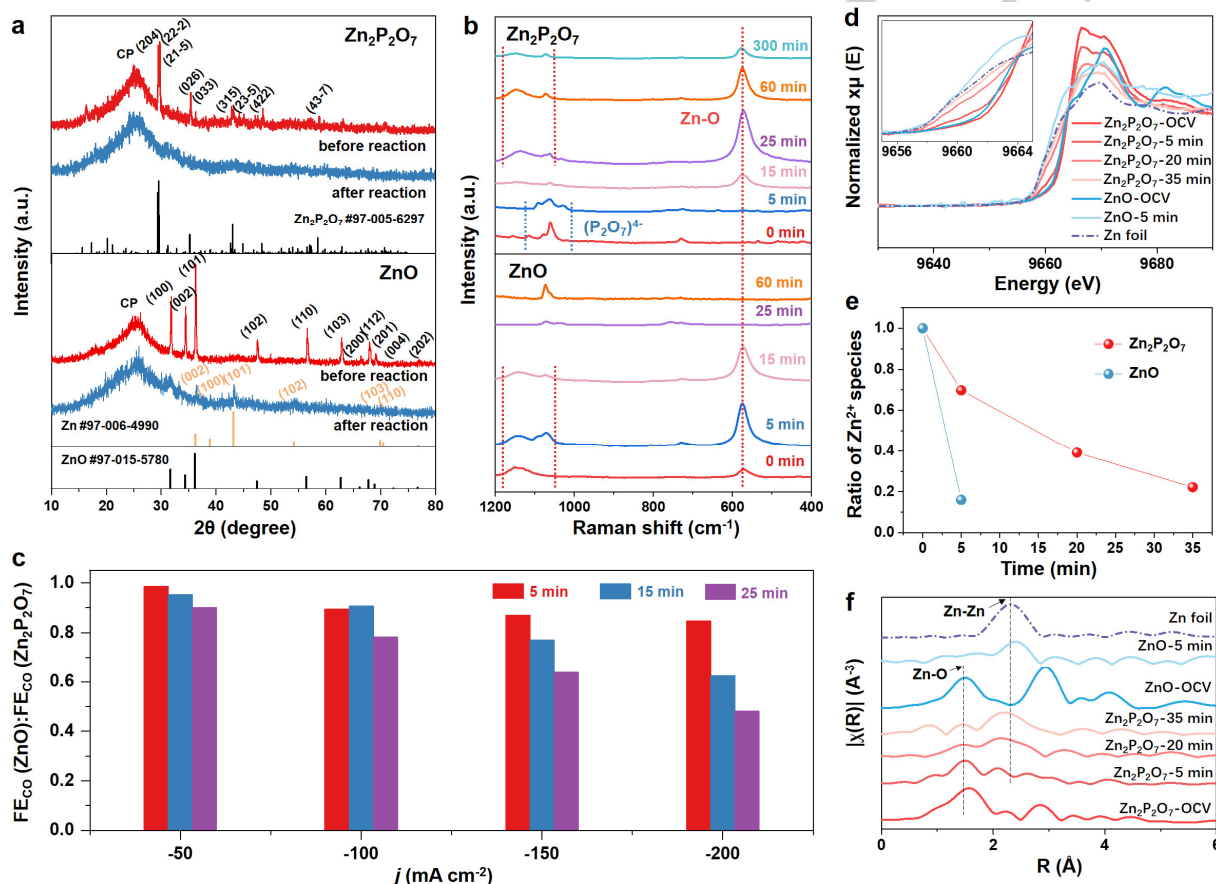 a
Zn₂P₂O₇
CP
(204)
(22-2)
(21-5)
(026)
(033)
(315)
(23-5)
(422)
(43-7)
before reaction
after reaction
Zn₂P₂O₇ #97-005-6297
ZnO
CP
(100)
(002)
(101)
(102)
(110)
(103)
(200)
(112)
(201)
(004)
(202)
before reaction
(002)
(100)
(101)
(102)
(103)
(110)
Zn #97-006-4990
after reaction
ZnO #97-015-5780
10 20 30 40 50 60 70 80
2θ (degree)
Intensity (a.u.)
b
Zn₂P₂O₇
300 min
60 min
Zn-O
25 min
15 min
5 min
(P₂O₇)⁴⁻
0 min
ZnO
60 min
25 min
15 min
5 min
0 min
1200 1000 800 600 400
Raman shift (cm⁻¹)
Intensity (a.u.)
c
FE_CO (ZnO):FE_CO (Zn₂P₂O₇)
1.0
0.8
0.6
0.4
0.2
0.0
5 min 15 min 25 min
-50 -100 -150 -200
j (mA cm⁻²)
d
Normalized xμ (E)
9656 9660 9664
Zn₂P₂O₇-OCV
Zn₂P₂O₇-5 min
Zn₂P₂O₇-20 min
Zn₂P₂O₇-35 min
ZnO-OCV
ZnO-5 min
Zn foil
9640 9660 9680
Energy (eV)
e
Ratio of Zn²⁺ species
1.0
0.8
0.6
0.4
0.2
0.0
Zn₂P₂O₇
ZnO
0 5 10 15 20 25 30 35
Time (min)
f
|χ(R)| (A⁻³)
Zn-Zn
Zn foil
ZnO-5 min
Zn-O
ZnO-OCV
Zn₂P₂O₇-35 min
Zn₂P₂O₇-20 min
Zn₂P₂O₇-5 min
Zn₂P₂O₇-OCV
0 2 4 6
R (Å)